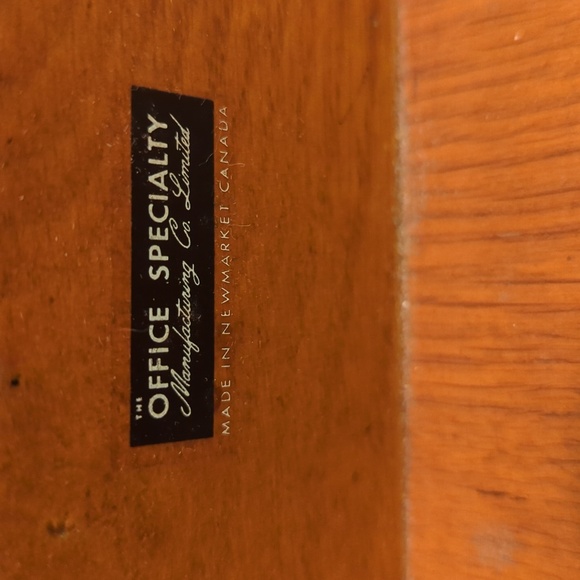 THE
OFFICE SPECIALTY
Manufacturing Co. Limited
MADE IN NEWMARKET CANADA